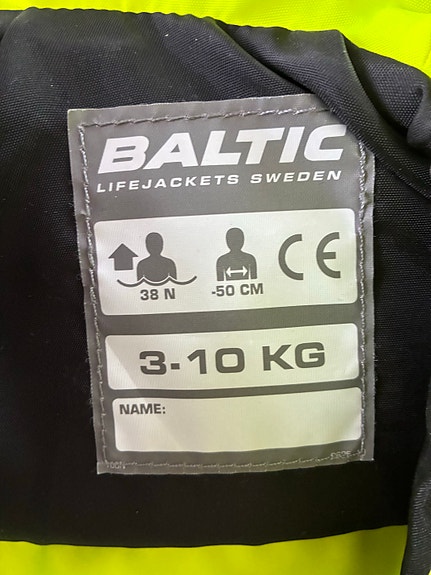 BALTIC
LIFEJACKETS SWEDEN
38 N
-50 CM
CE
3-10 KG
NAME: